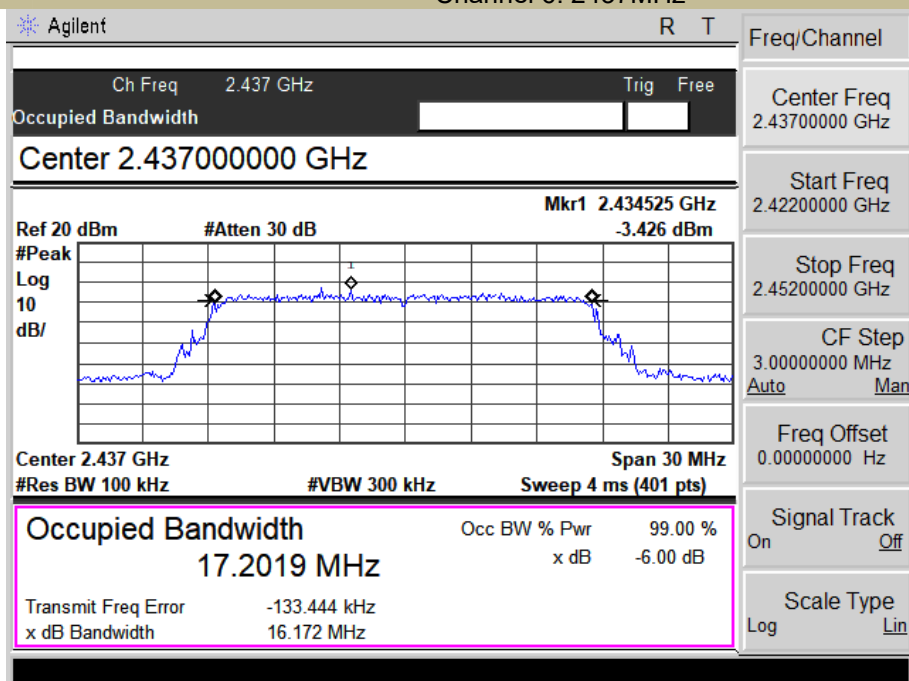 Agilent R T
Ch Freq 2.437 GHz Trig Free
Occupied Bandwidth
Center 2.437000000 GHz
Mkr1 2.434525 GHz
Ref 20 dBm #Atten 30 dB -3.426 dBm
#Peak
Log
10
dB/
1
Center 2.437 GHz Span 30 MHz
#Res BW 100 kHz #VBW 300 kHz Sweep 4 ms (401 pts)
Occupied Bandwidth Occ BW % Pwr 99.00 %
17.2019 MHz x dB -6.00 dB
Transmit Freq Error -133.444 kHz
x dB Bandwidth 16.172 MHz
Freq/Channel
Center Freq
2.43700000 GHz
Start Freq
2.42200000 GHz
Stop Freq
2.45200000 GHz
CF Step
3.00000000 MHz
Auto Man
Freq Offset
0.00000000 Hz
Signal Track
On Off
Scale Type
Log Lin